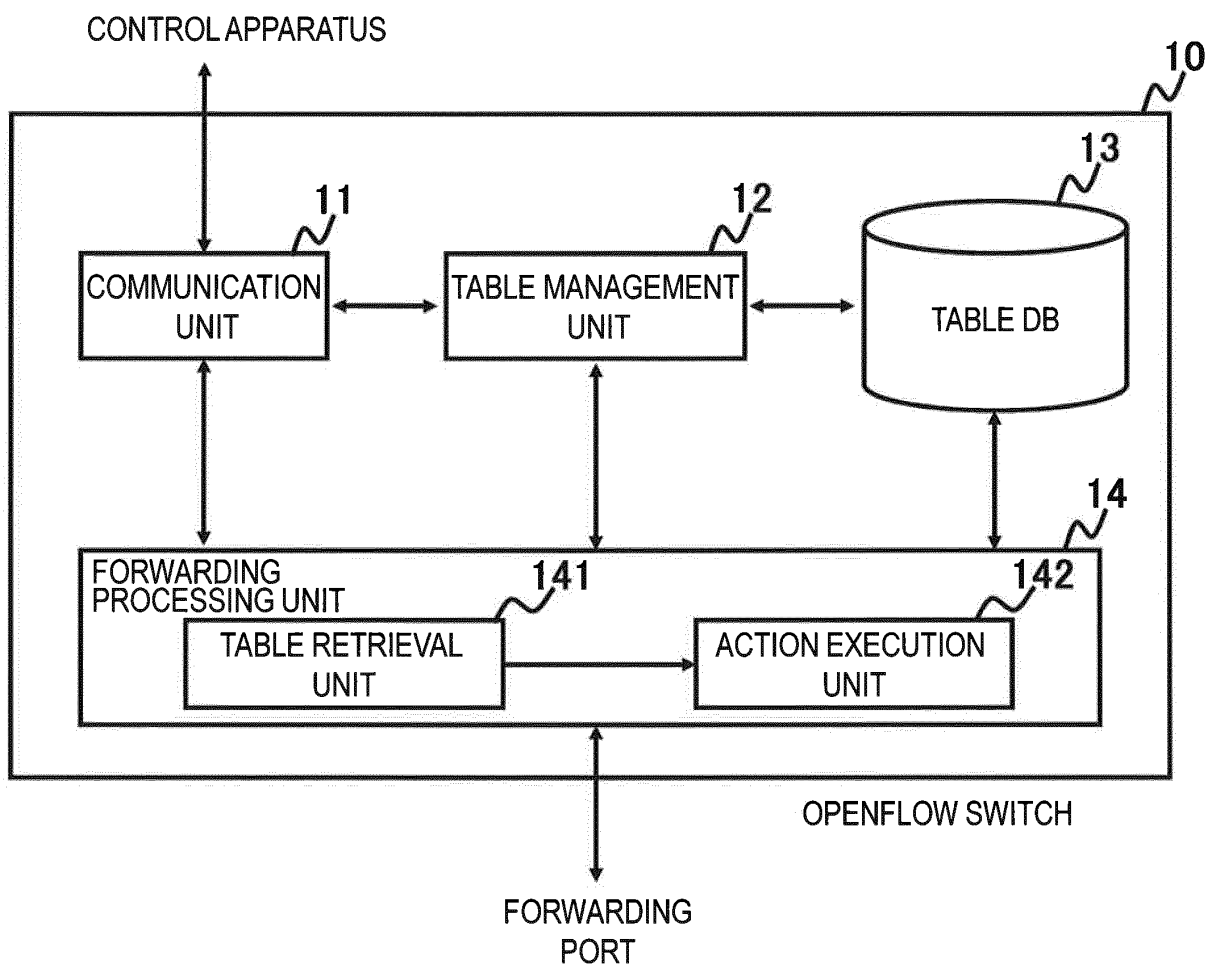 CONTROL APPARATUS
10
13
11
12
COMMUNICATION
UNIT
TABLE MANAGEMENT
UNIT
TABLE DB
14
FORWARDING
PROCESSING UNIT
141
142
TABLE RETRIEVAL
UNIT
ACTION EXECUTION
UNIT
OPENFLOW SWITCH
FORWARDING
PORT